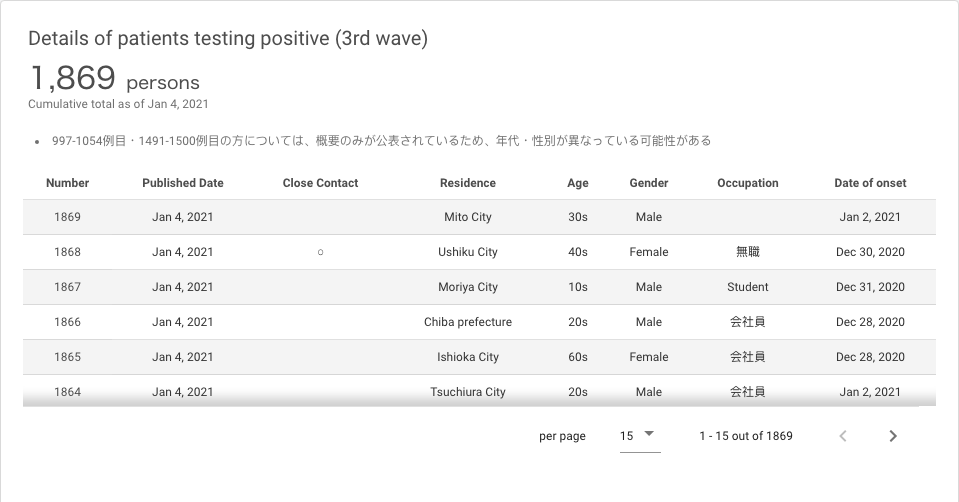 Details of patients testing positive (3rd wave)
1,869 persons
Cumulative total as of Jan 4, 2021
• 997-1054例目・1491-1500例目の方については、概要のみが公表されているため、年代・性別が異なっている可能性がある
Number Published Date Close Contact Residence Age Gender Occupation Date of onset
1869 Jan 4, 2021 Mito City 30s Male Jan 2, 2021
1868 Jan 4, 2021 ○ Ushiku City 40s Female 無職 Dec 30, 2020
1867 Jan 4, 2021 Moriya City 10s Male Student Dec 31, 2020
1866 Jan 4, 2021 Chiba prefecture 20s Male 会社員 Dec 28, 2020
1865 Jan 4, 2021 Ishioka City 60s Female 会社員 Dec 28, 2020
1864 Jan 4, 2021 Tsuchiura City 20s Male 会社員 Jan 2, 2021
per page 15 1 - 15 out of 1869